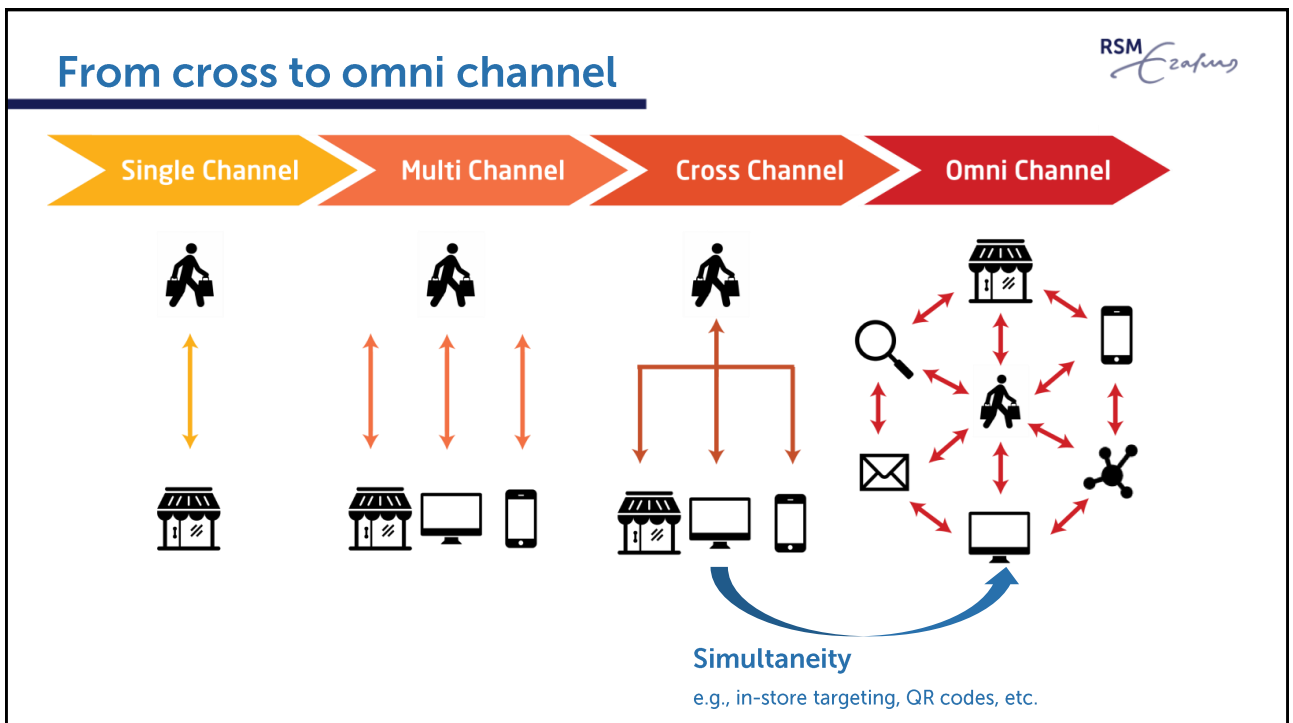 From cross to omni channel
RSM
Erasmus
Single Channel
Multi Channel
Cross Channel
Omni Channel
Simultaneity
e.g., in-store targeting, QR codes, etc.